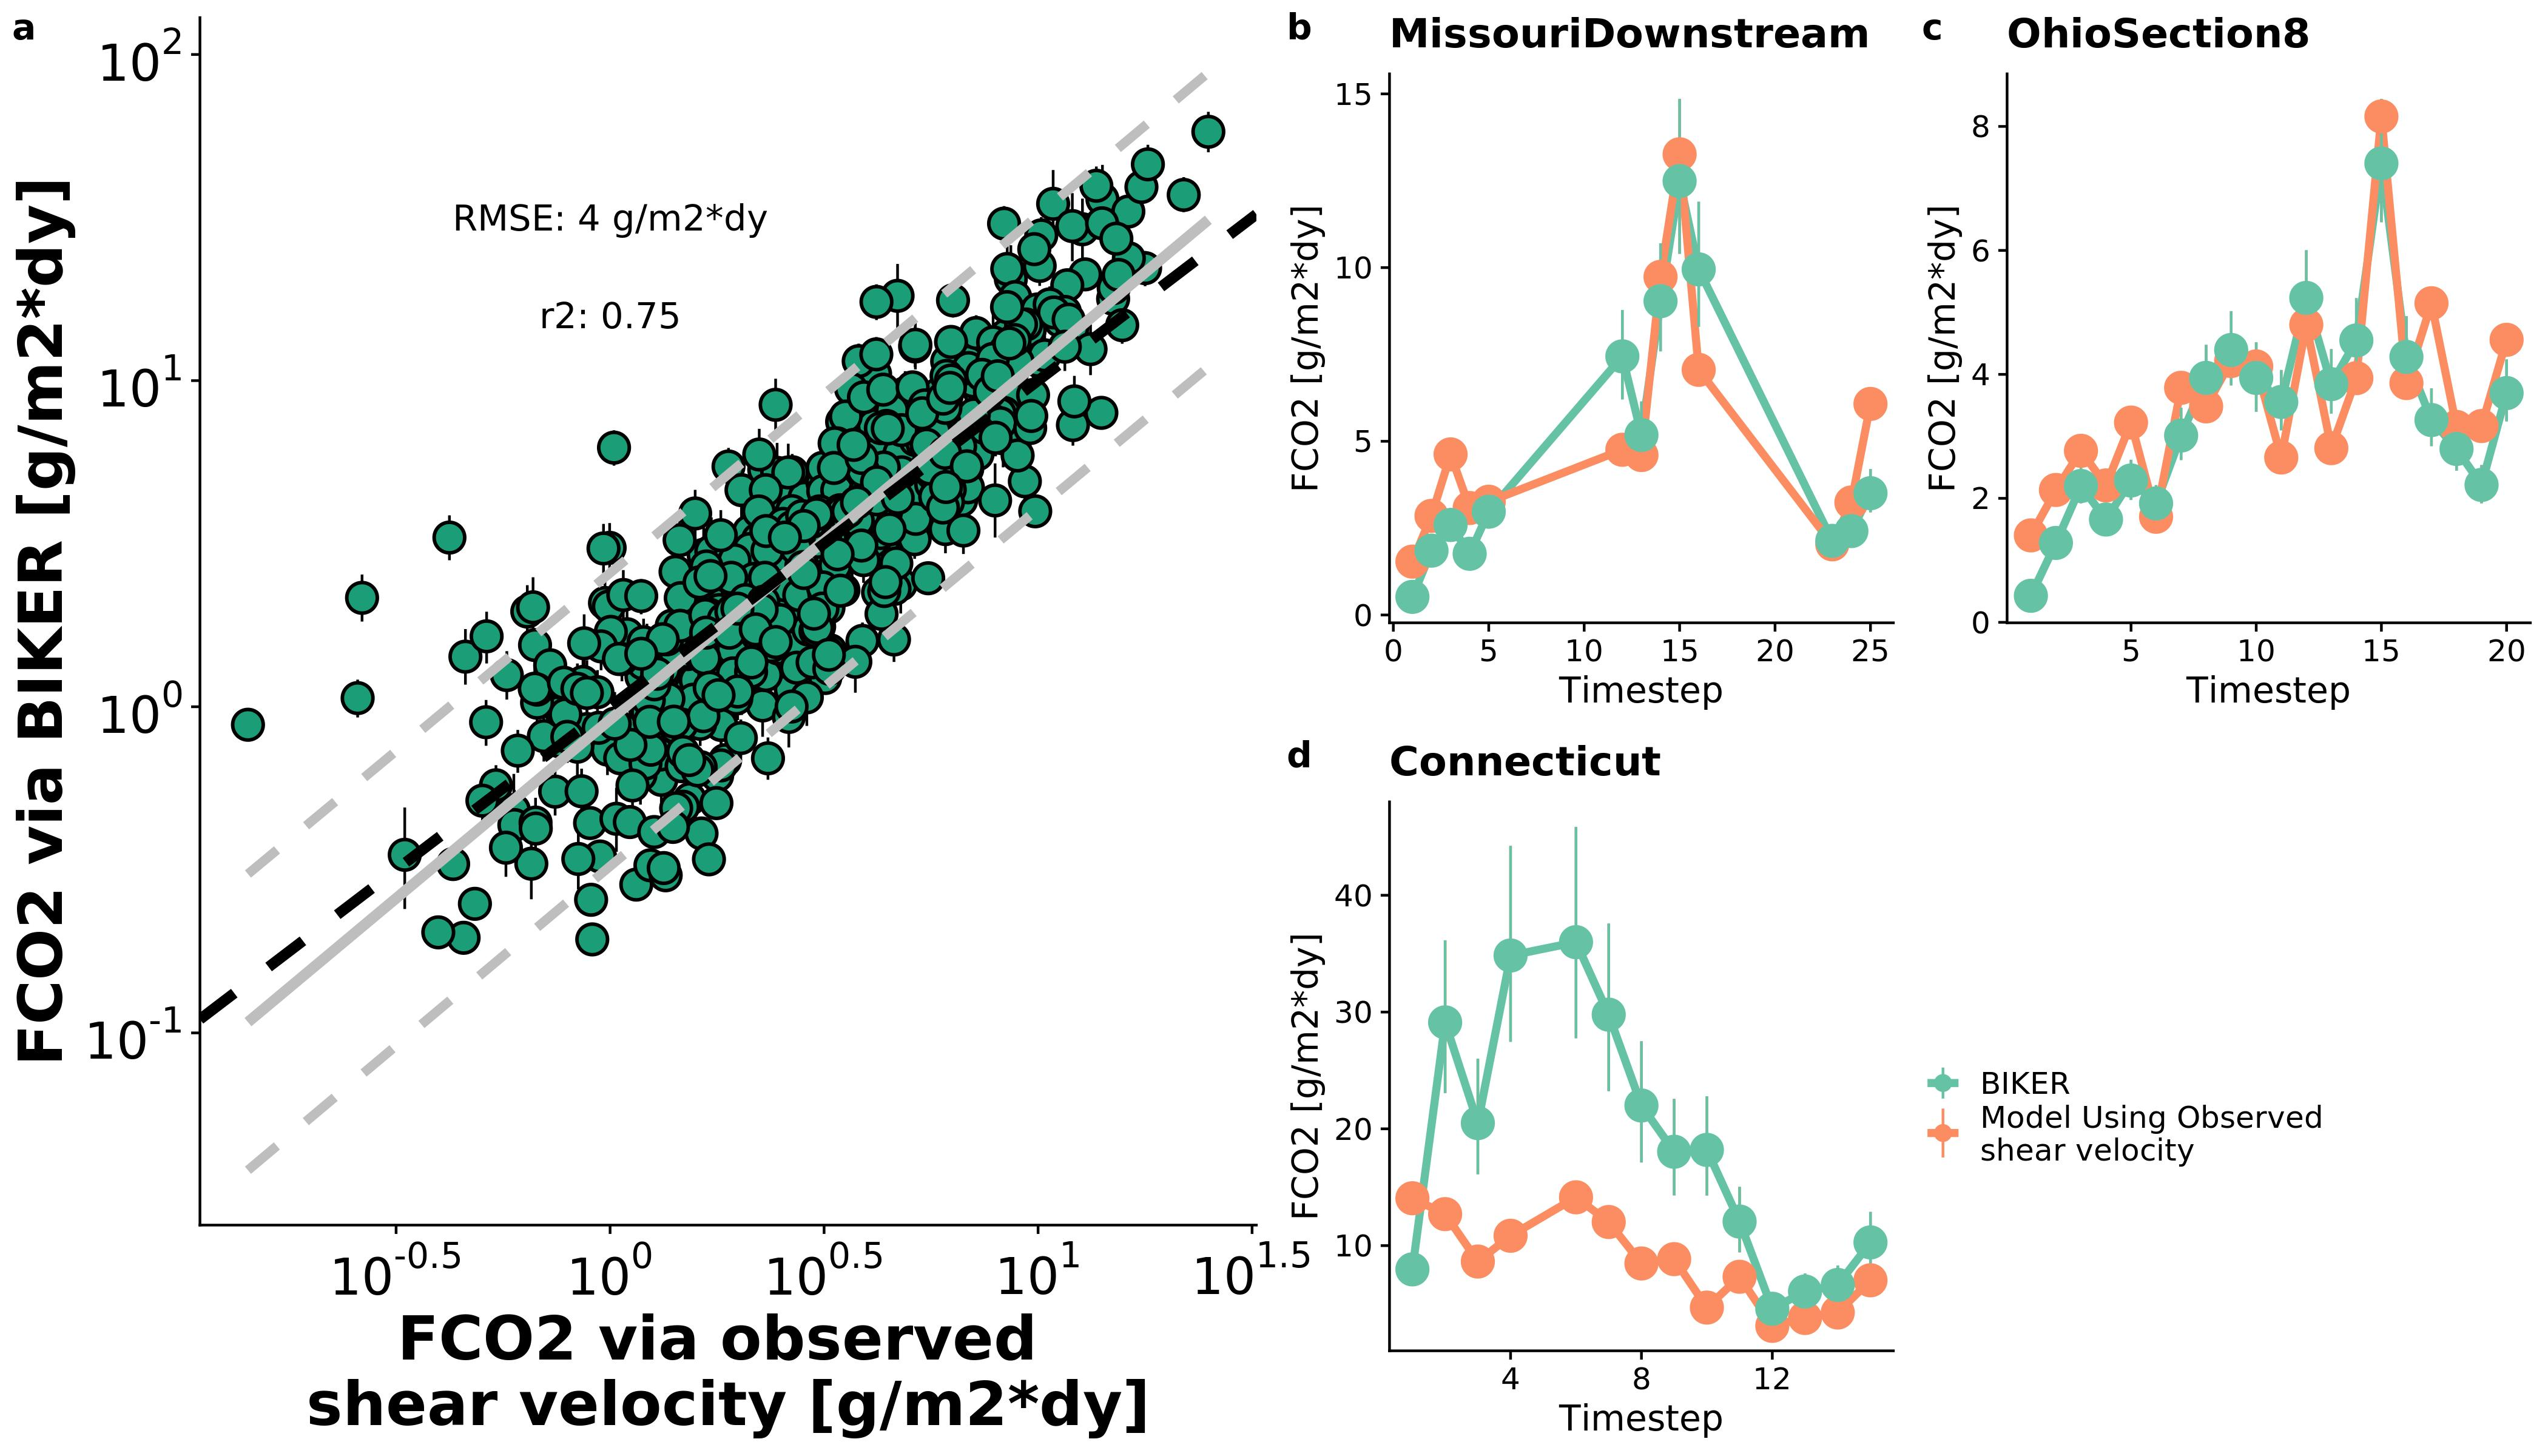 a
FCO2 via BIKER [g/m2*dy]
10^2
10^1
10^0
10^-1
RMSE: 4 g/m2*dy
r2: 0.75
10^-0.5
10^0
10^0.5
10^1
10^1.5
FCO2 via observed
shear velocity [g/m2*dy]
b
MissouriDownstream
FCO2 [g/m2*dy]
15
10
5
0
0 5 10 15 20 25
Timestep
c
OhioSection8
FCO2 [g/m2*dy]
8
6
4
2
0
5 10 15 20
Timestep
d
Connecticut
FCO2 [g/m2*dy]
40
30
20
10
4 8 12
Timestep
BIKER
Model Using Observed
shear velocity